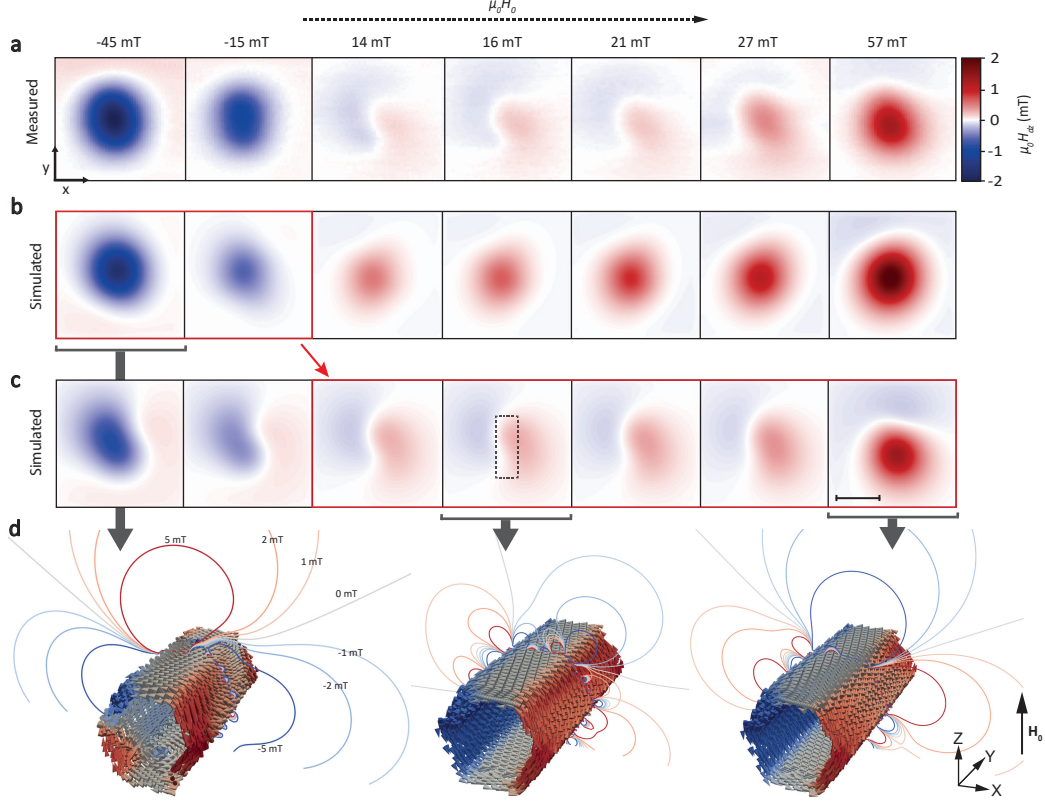 μ₀H₀
-45 mT -15 mT 14 mT 16 mT 21 mT 27 mT 57 mT
a
Measured
y
x
2
1
0
-1
-2
μ₀H_dz (mT)
b
Simulated
c
Simulated
d
5 mT
2 mT
1 mT
0 mT
-1 mT
-2 mT
-5 mT
H₀
Z
Y
X